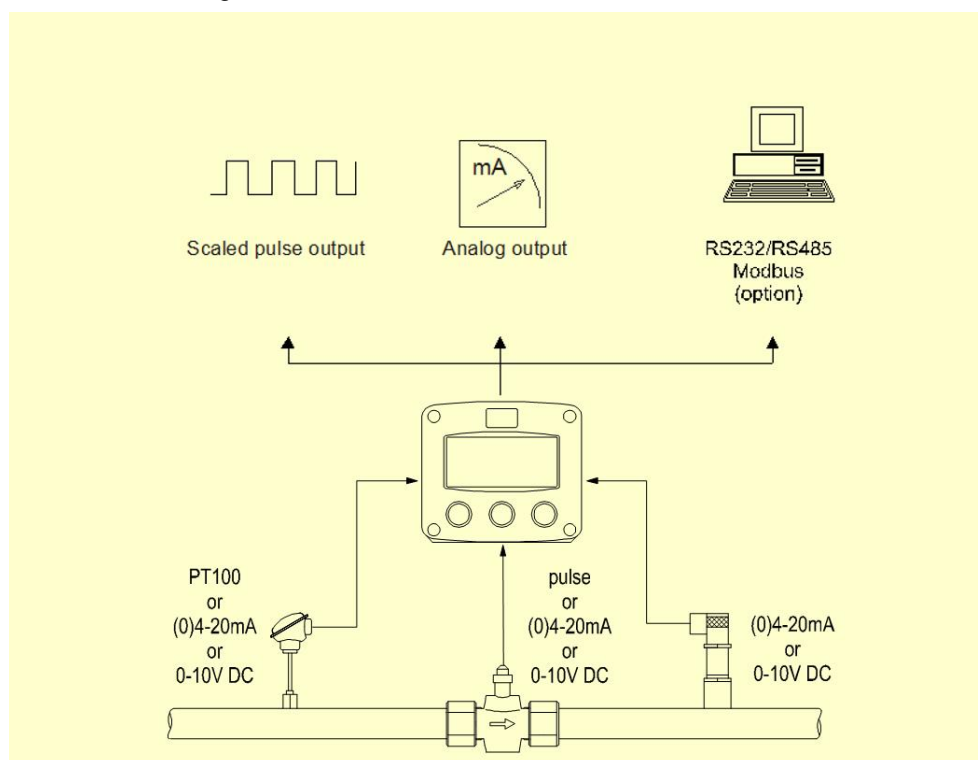 mA
Scaled pulse output
Analog output
RS232/RS485
Modbus
(option)
PT100
or
(0)4-20mA
or
0-10V DC
pulse
or
(0)4-20mA
or
0-10V DC
(0)4-20mA
or
0-10V DC